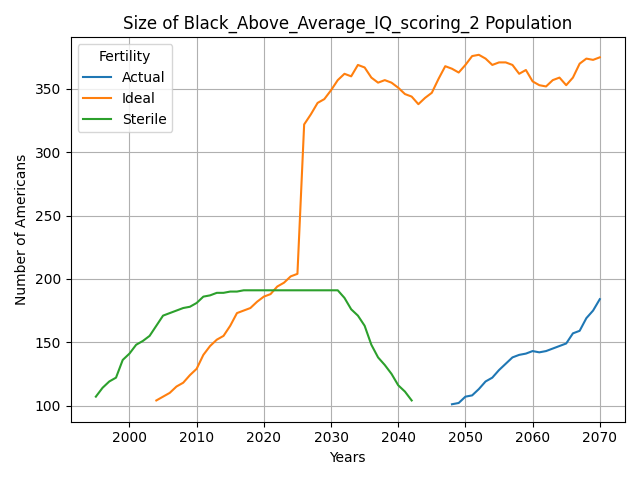 Size of Black_Above_Average_IQ_scoring_2 Population
Fertility
Actual
Ideal
Sterile
Number of Americans
350
300
250
200
150
100
2000
2010
2020
2030
2040
2050
2060
2070
Years